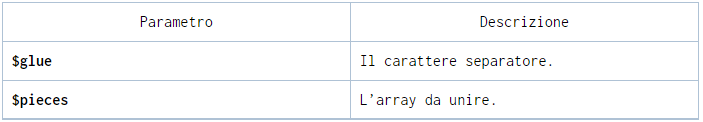 Parametro Descrizione
$glue Il carattere separatore.
$pieces L'array da unire.